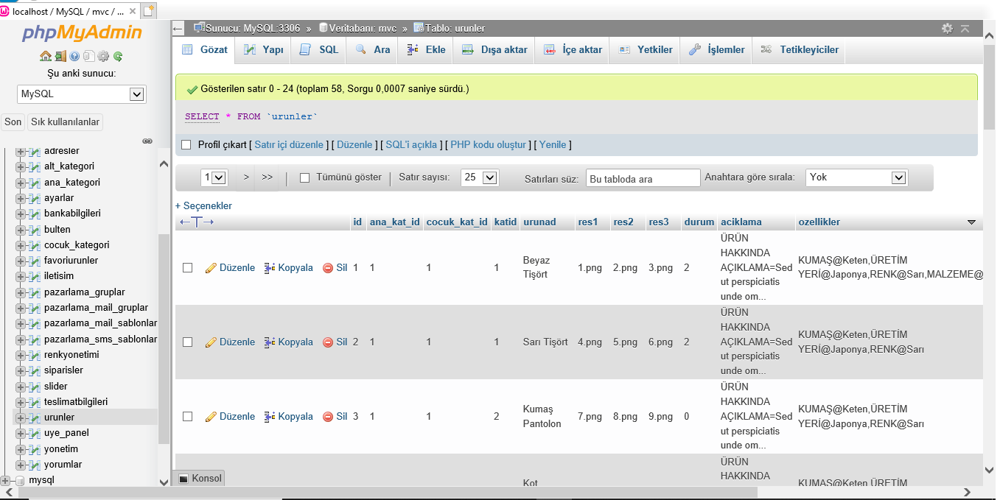 localhost / MySQL / mvc / ...
phpMyAdmin
Şu anki sunucu:
MySQL
Son Sık kullanılanlar
adresler
alt_kategori
ana_kategori
ayarlar
bankabilgileri
bulten
cocuk_kategori
favoriurunler
iletisim
pazarlama_gruplar
pazarlama_mail_gruplar
pazarlama_mail_sablonlar
pazarlama_sms_sablonlar
renkyonetimi
siparisler
slider
teslimatbilgileri
urunler
uye_panel
yonetim
yorumlar
mysql
Sunucu: MySQL:3306 » Veritabanı: mvc » Tablo: urunler
Gözat Yapı SQL Ara Ekle Dışa aktar İçe aktar Yetkiler İşlemler Tetikleyiciler
Gösterilen satır 0 - 24 (toplam 58, Sorgu 0,0007 saniye sürdü.)
SELECT * FROM `urunler`
Profil çıkart [ Satır içi düzenle ] [ Düzenle ] [ SQL'i açıkla ] [ PHP kodu oluştur ] [ Yenile ]
1 > >> | Tümünü göster | Satır sayısı: 25 Satırları süz: Bu tabloda ara Anahtara göre sırala: Yok
+ Seçenekler
←T→ id ana_kat_id cocuk_kat_id katid urunad res1 res2 res3 durum aciklama ozellikler
Düzenle Kopyala Sil 1 1 1 1
Beyaz
Tişört
1.png 2.png 3.png 2
ÜRÜN
HAKKINDA
AÇIKLAMA=Sed
ut perspiciatis
unde om...
KUMAŞ@Keten,ÜRETİM
YERİ@Japonya,RENK@Sarı,MALZEME@
Düzenle Kopyala Sil 2 1 1 1 Sarı Tişört 4.png 5.png 6.png 2
ÜRÜN
HAKKINDA
AÇIKLAMA=Sed
ut perspiciatis
unde om...
KUMAŞ@Keten,ÜRETİM
YERİ@Japonya,RENK@Sarı
Düzenle Kopyala Sil 3 1 1 2
Kumaş
Pantolon
7.png 8.png 9.png 0
ÜRÜN
HAKKINDA
AÇIKLAMA=Sed
ut perspiciatis
unde om...
KUMAŞ@Keten,ÜRETİM
YERİ@Japonya,RENK@Sarı
Kot
ÜRÜN
HAKKINDA
KUMAŞ@Keten,ÜRETİM
Konsol